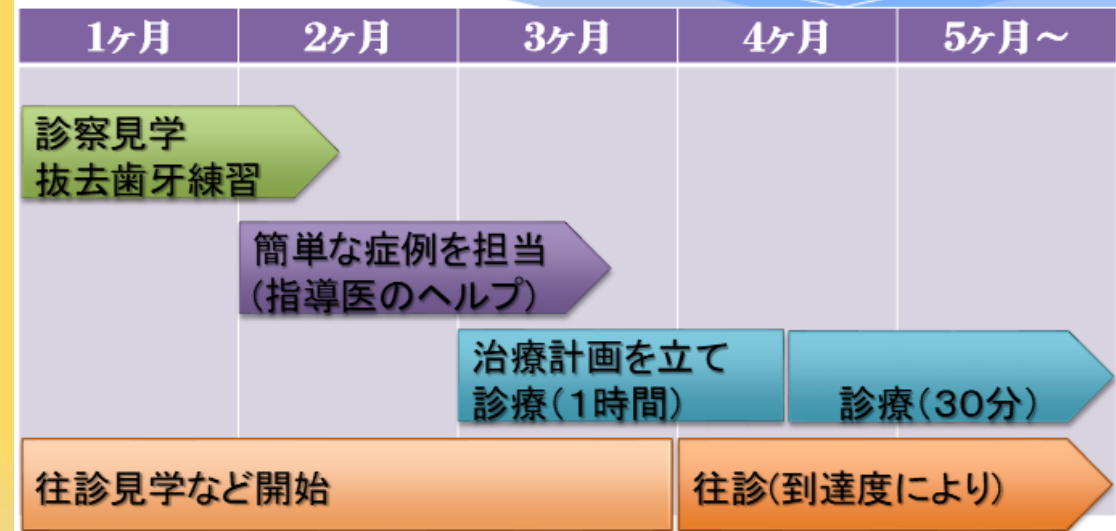 1ヶ月 2ヶ月 3ヶ月 4ヶ月 5ヶ月～
診察見学
抜去歯牙練習
簡単な症例を担当
(指導医のヘルプ)
治療計画を立て
診療(1時間)
診療(30分)
往診見学など開始
往診(到達度により)